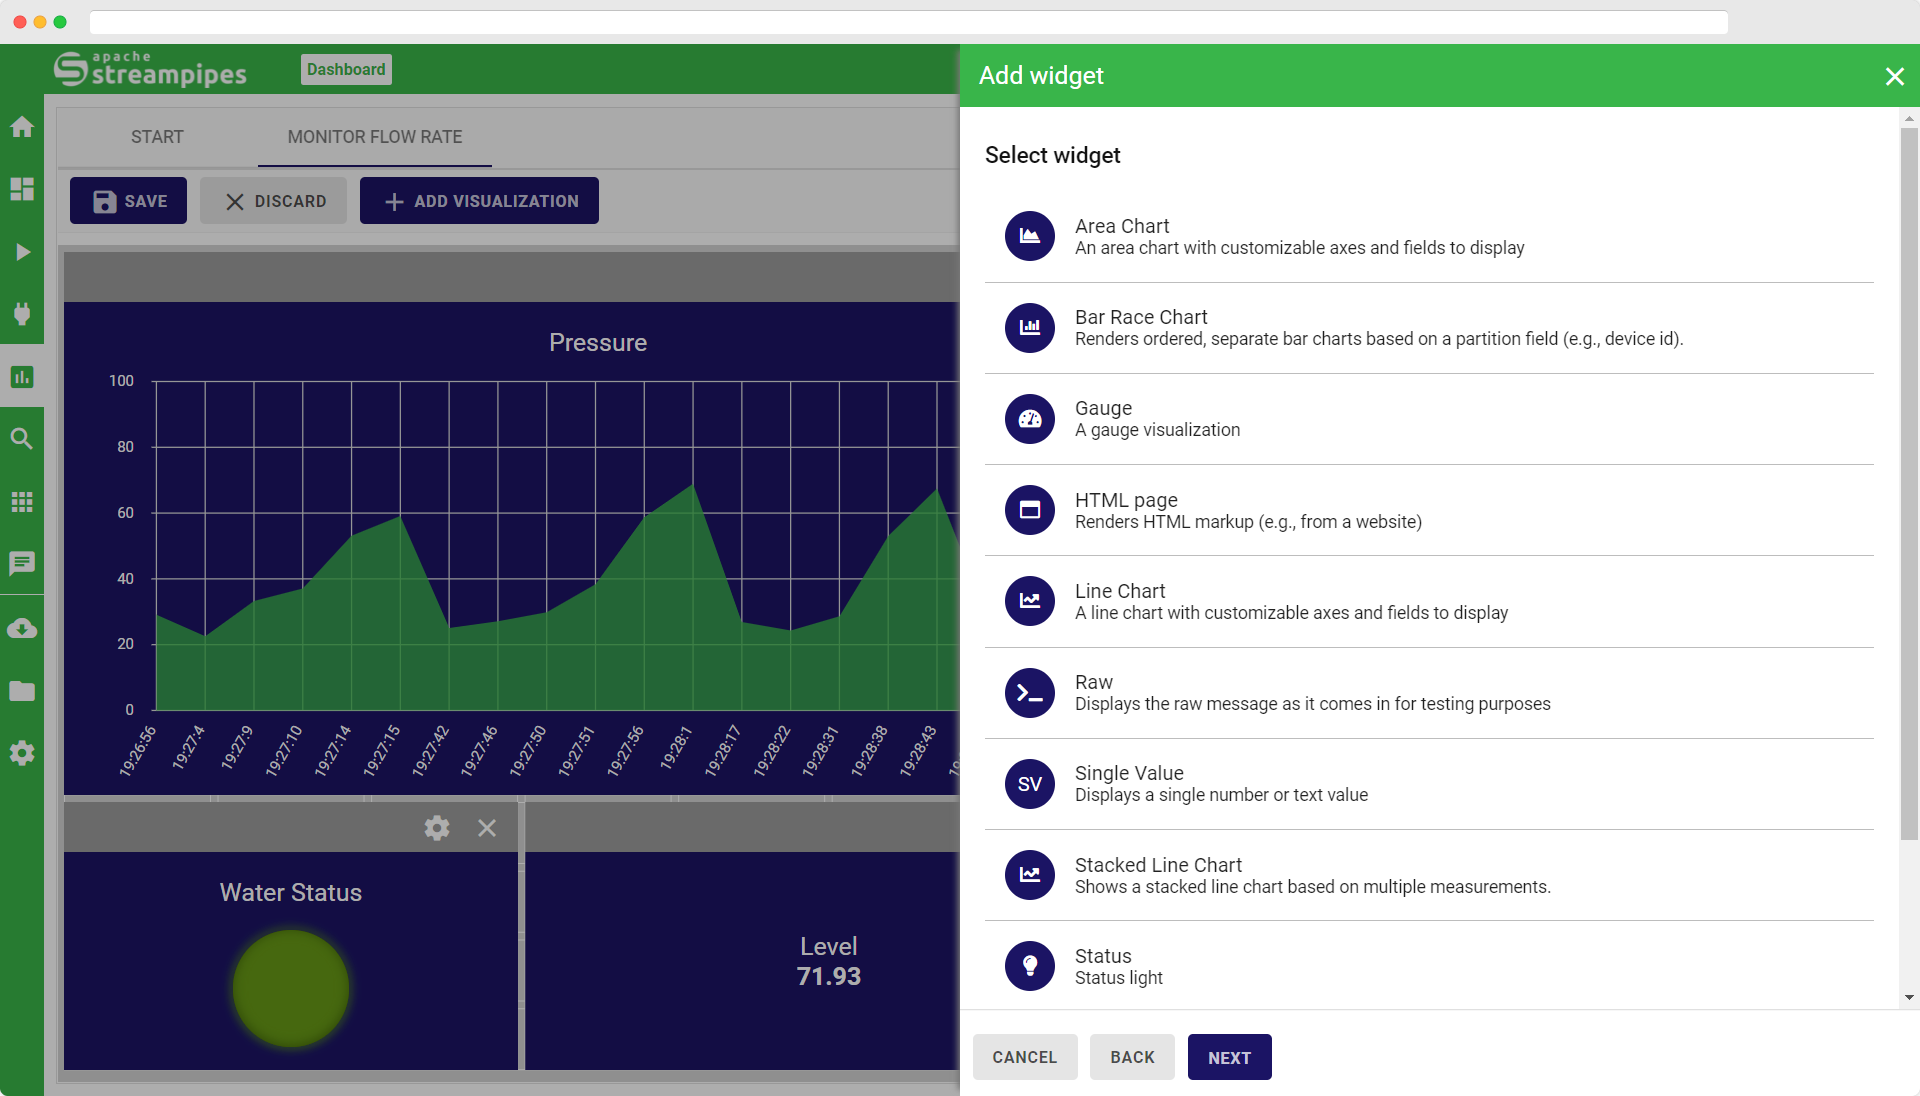 apache
streampipes
Dashboard
START
MONITOR FLOW RATE
SAVE
DISCARD
ADD VISUALIZATION
Pressure
100
80
60
40
20
0
19:26:56
19:27:4
19:27:9
19:27:10
19:27:14
19:27:15
19:27:42
19:27:46
19:27:50
19:27:51
19:27:56
19:28:1
19:28:17
19:28:22
19:28:31
19:28:38
19:28:43
Water Status
Level
71.93
Add widget
Select widget
Area Chart
An area chart with customizable axes and fields to display
Bar Race Chart
Renders ordered, separate bar charts based on a partition field (e.g., device id).
Gauge
A gauge visualization
HTML page
Renders HTML markup (e.g., from a website)
Line Chart
A line chart with customizable axes and fields to display
Raw
Displays the raw message as it comes in for testing purposes
SV
Single Value
Displays a single number or text value
Stacked Line Chart
Shows a stacked line chart based on multiple measurements.
Status
Status light
CANCEL
BACK
NEXT